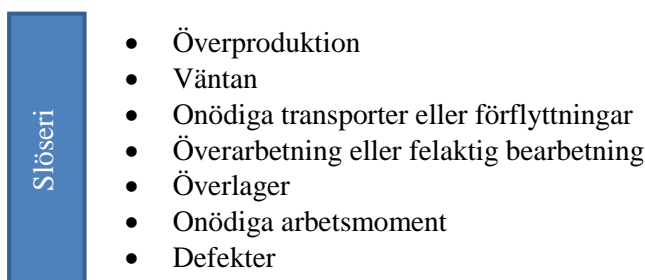 Slöseri
• Överproduktion
• Väntan
• Onödiga transporter eller förflyttningar
• Överarbetning eller felaktig bearbetning
• Överlager
• Onödiga arbetsmoment
• Defekter